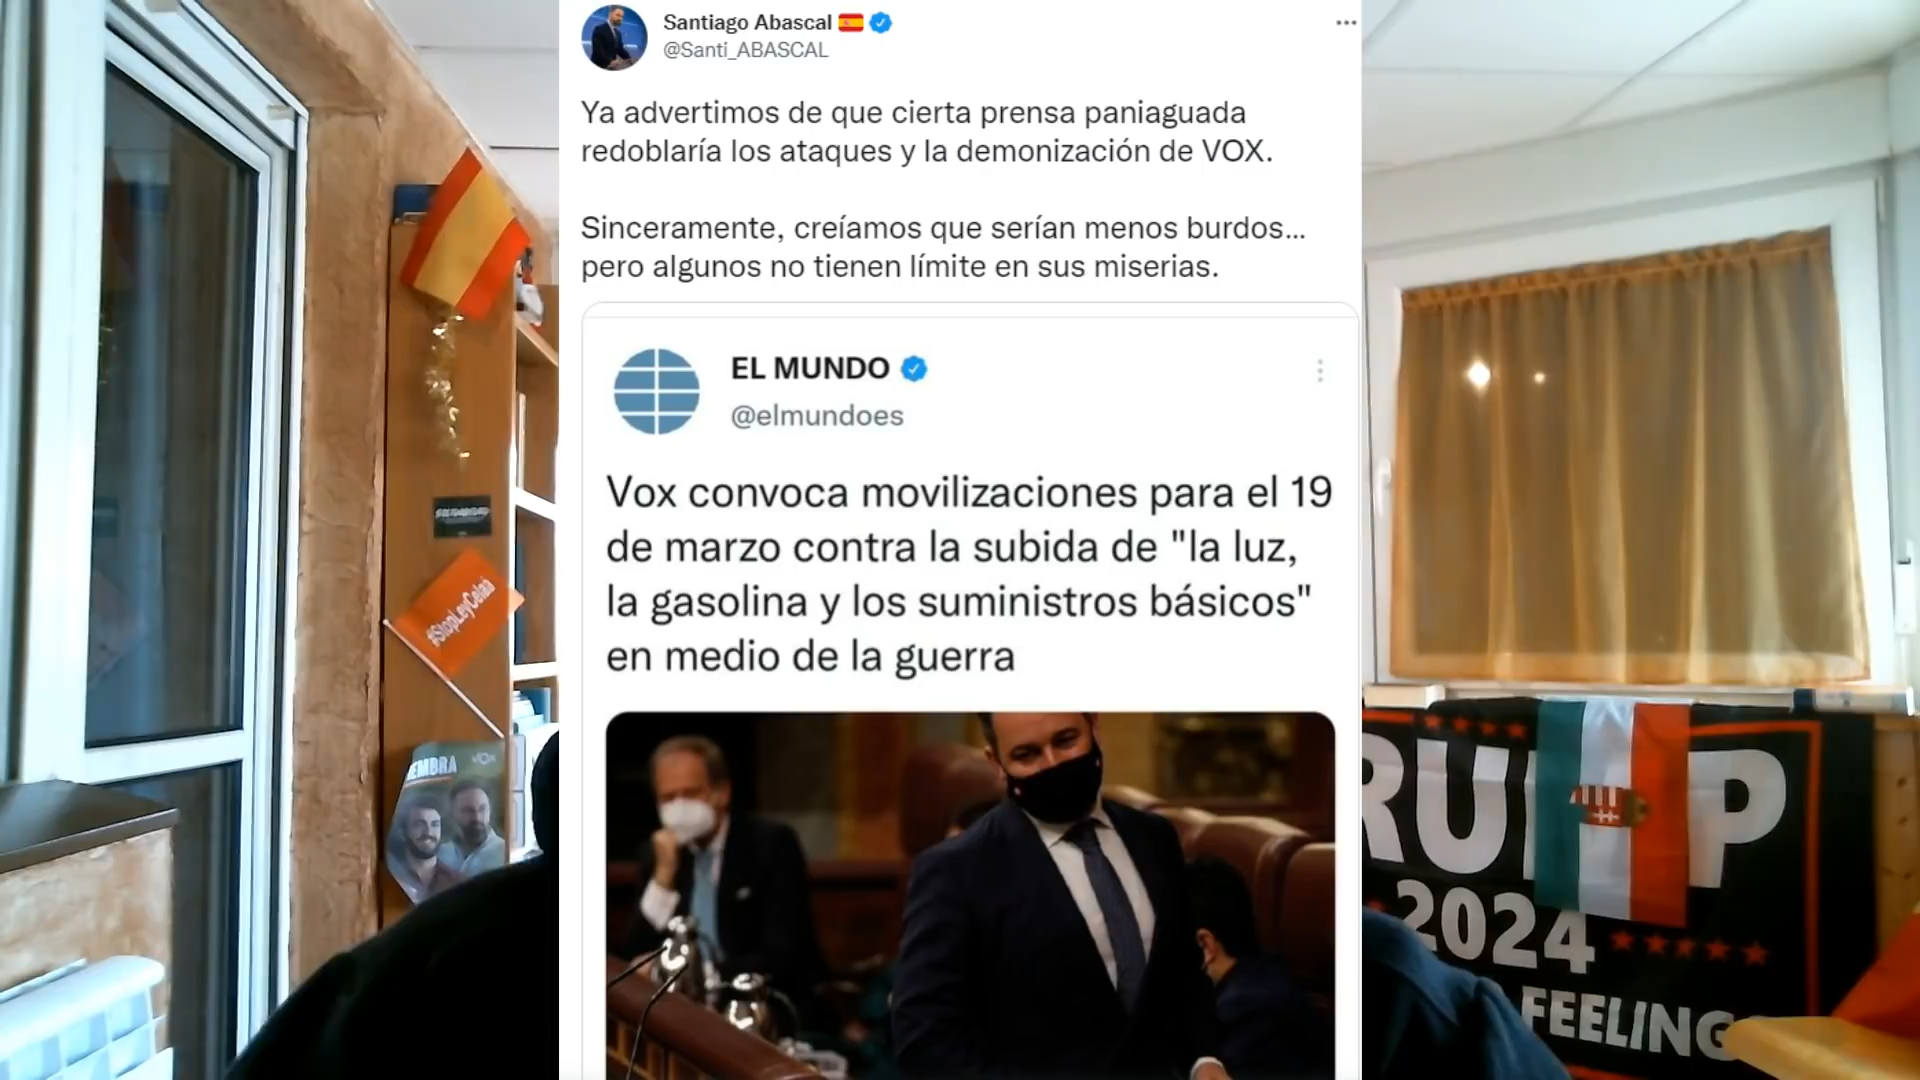 Santiago Abascal
@Santi_ABASCAL
Ya advertimos de que cierta prensa paniaguada
redoblaría los ataques y la demonización de VOX.
Sinceramente, creíamos que serían menos burdos...
pero algunos no tienen límite en sus miserias.
EL MUNDO
@elmundoes
Vox convoca movilizaciones para el 19
de marzo contra la subida de "la luz,
la gasolina y los suministros básicos"
en medio de la guerra
#StopLeyCelaá
EMBRA
VOX
RU P
2024
FEELING